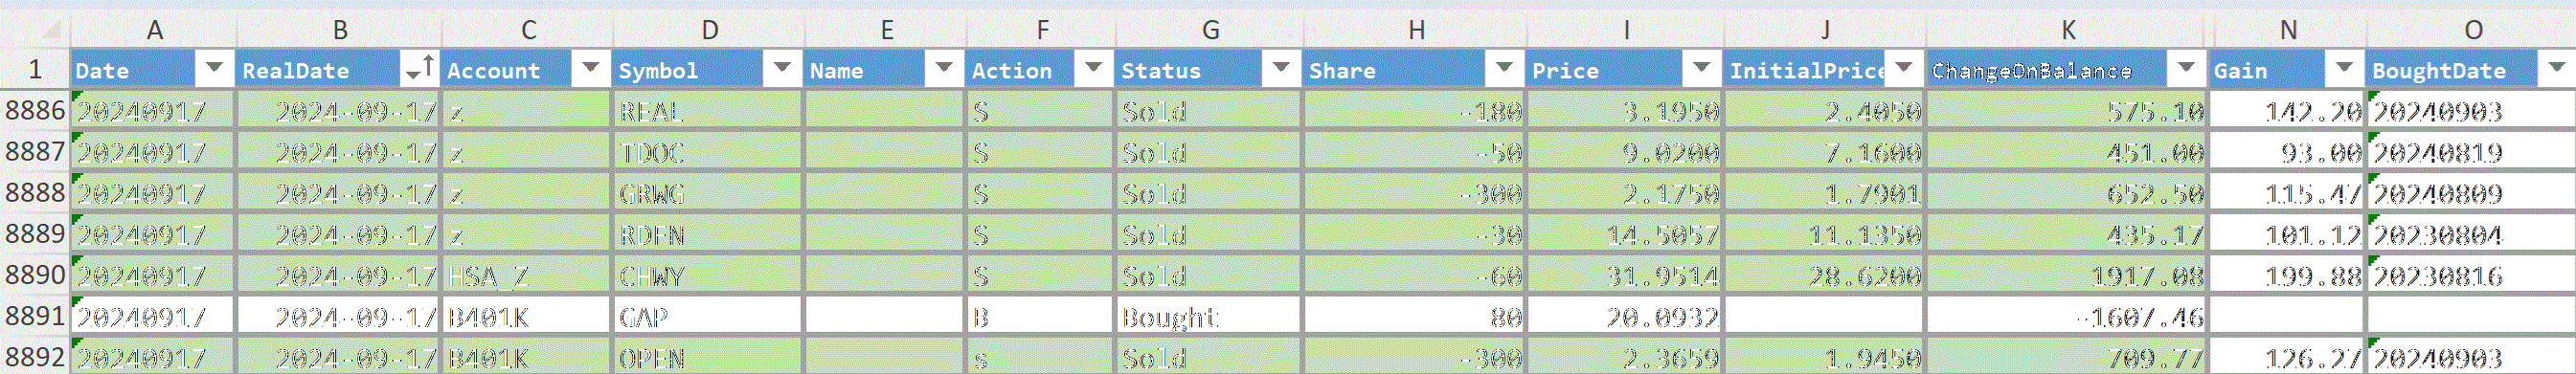 A B C D E F G H I J K N O
1 Date RealDate Account Symbol Name Action Status Share Price InitialPrice ChangeOnBalance Gain BoughtDate
8886 20240917 2024-09-17 z REAL S Sold -180 3.1950 2.4050 575.10 142.20 20240903
8887 20240917 2024-09-17 z TDOC S Sold -50 9.0200 7.1600 451.00 93.00 20240819
8888 20240917 2024-09-17 z GRWG S Sold -300 2.1750 1.7901 652.50 115.47 20240809
8889 20240917 2024-09-17 z RDFN S Sold -30 14.5057 11.1350 435.17 101.12 20230804
8890 20240917 2024-09-17 HSA_Z CHWY S Sold -60 31.9514 28.6200 1917.08 199.88 20230816
8891 20240917 2024-09-17 B401K GAP B Bought 80 20.0932 -1607.46
8892 20240917 2024-09-17 B401K OPEN s Sold -300 2.3659 1.9450 709.77 126.27 20240903